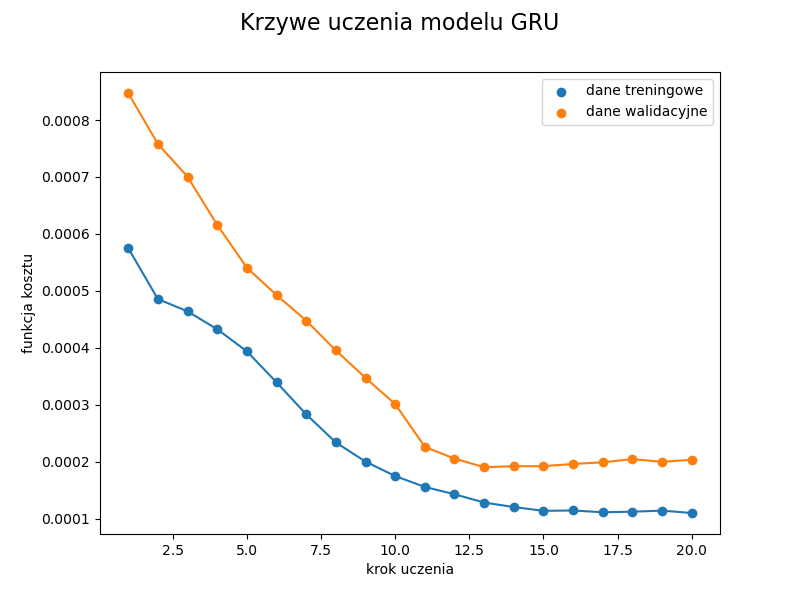 Krzywe uczenia modelu GRU
dane treningowe
dane walidacyjne
0.0008
0.0007
0.0006
0.0005
0.0004
0.0003
0.0002
0.0001
funkcja kosztu
2.5 5.0 7.5 10.0 12.5 15.0 17.5 20.0
krok uczenia